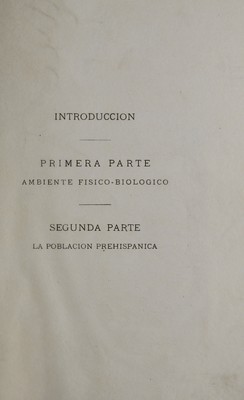 INTRODUCCION
PRIMERA PARTE
AMBIENTE FISICO-BIOLOGICO
SEGUNDA PARTE
LA POBLACION PREHISPANICA